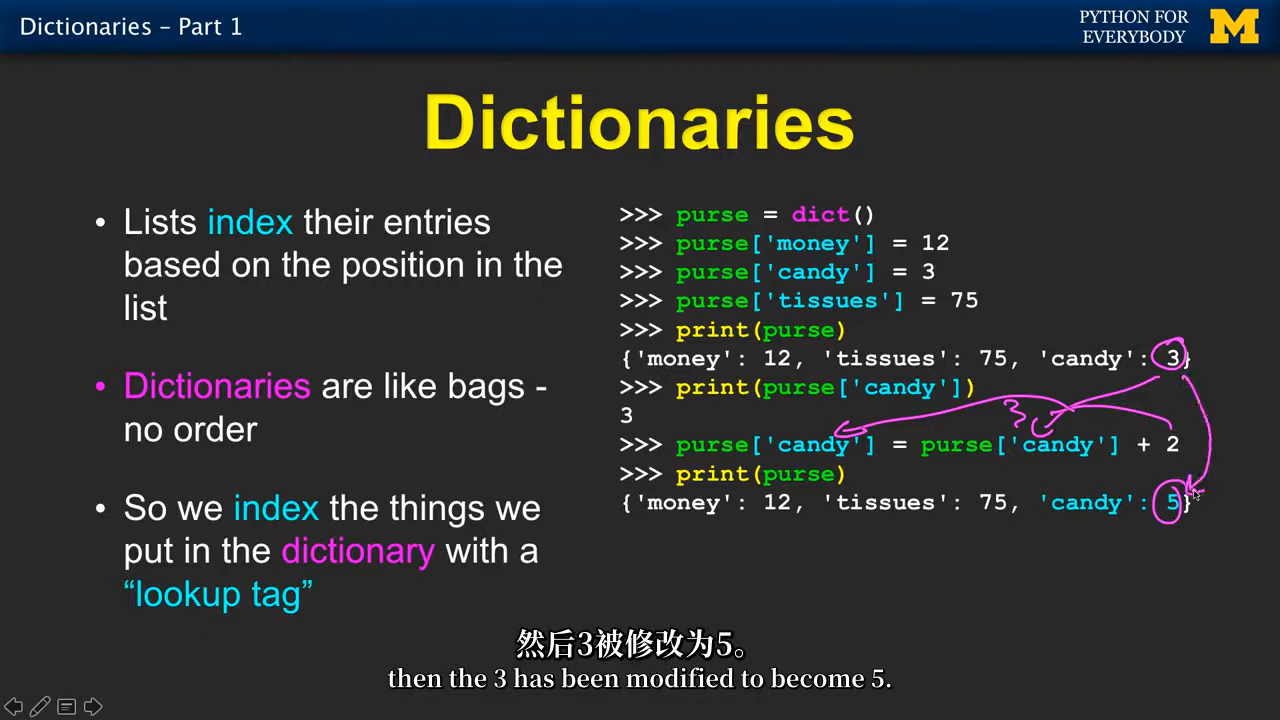 Dictionaries – Part 1
PYTHON FOR
EVERYBODY
M
Dictionaries
• Lists index their entries
based on the position in the
list
• Dictionaries are like bags -
no order
• So we index the things we
put in the dictionary with a
“lookup tag”
>>> purse = dict()
>>> purse['money'] = 12
>>> purse['candy'] = 3
>>> purse['tissues'] = 75
>>> print(purse)
{'money': 12, 'tissues': 75, 'candy': 3}
>>> print(purse['candy'])
3
3
>>> purse['candy'] = purse['candy'] + 2
>>> print(purse)
{'money': 12, 'tissues': 75, 'candy': 5}
然后3被修改为5。
then the 3 has been modified to become 5.